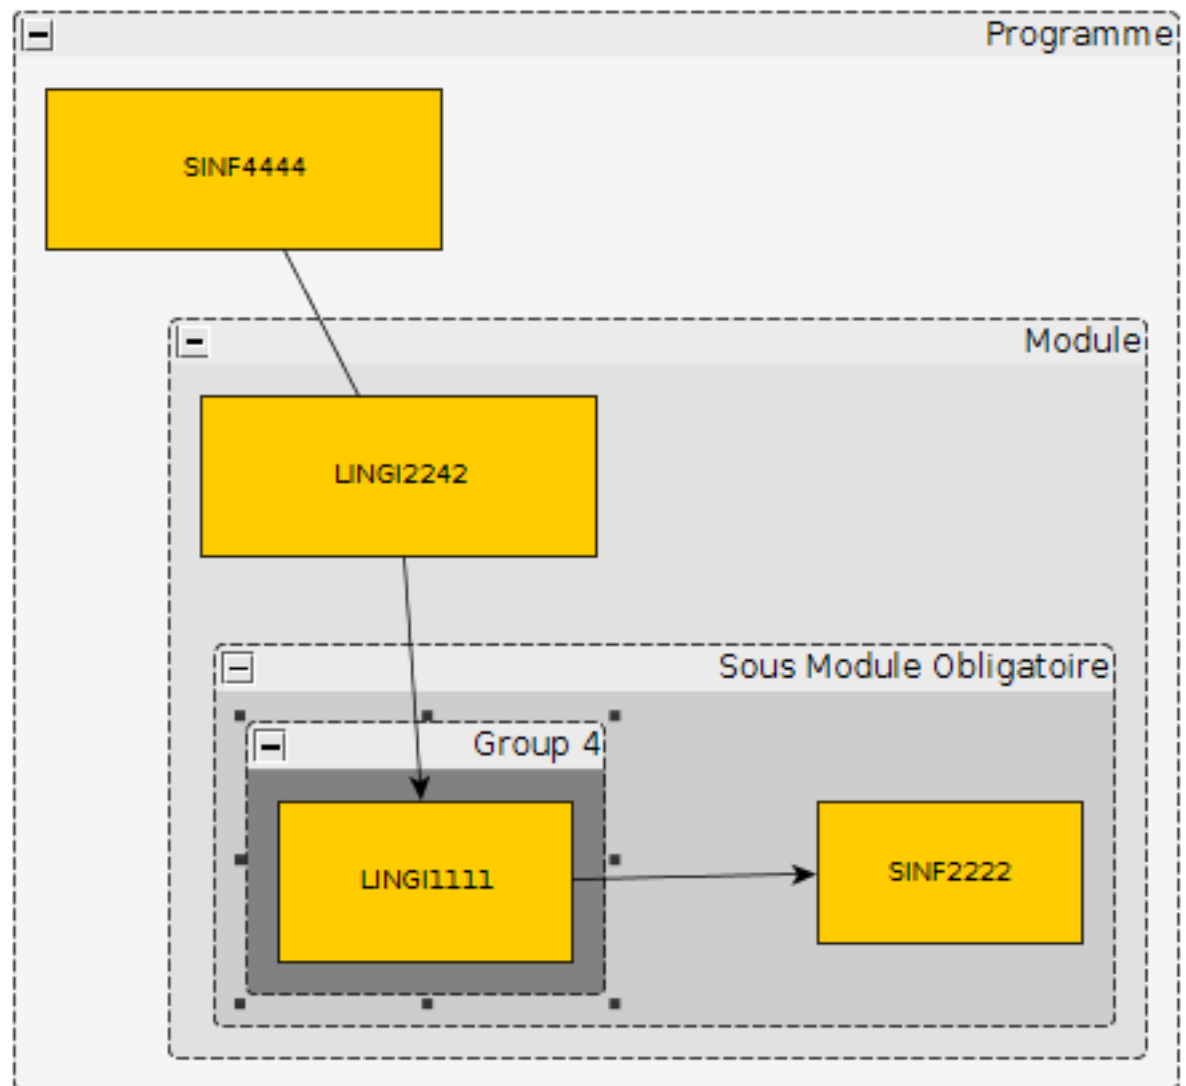 Programme
SINF4444
Module
LINGI2242
Sous Module Obligatoire
Group 4
LINGI1111
SINF2222